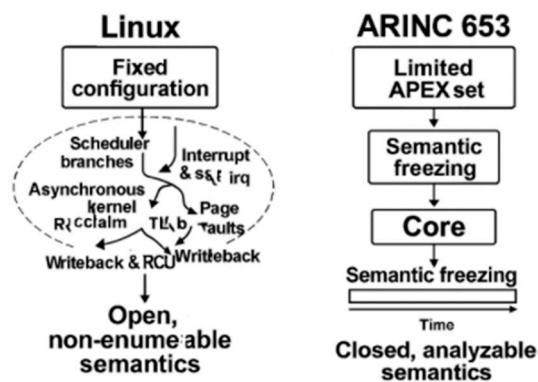 Linux
Fixed
configuration
Scheduler
branches
Interrupt
Asynchronous
kernel
Page
Writeback & RCU
Writeback
Open,
semantics
ARINC 653
Limited
APEX set
Semantic
freezing
Core
Semantic freezing
Time
Closed, analyzable
semantics